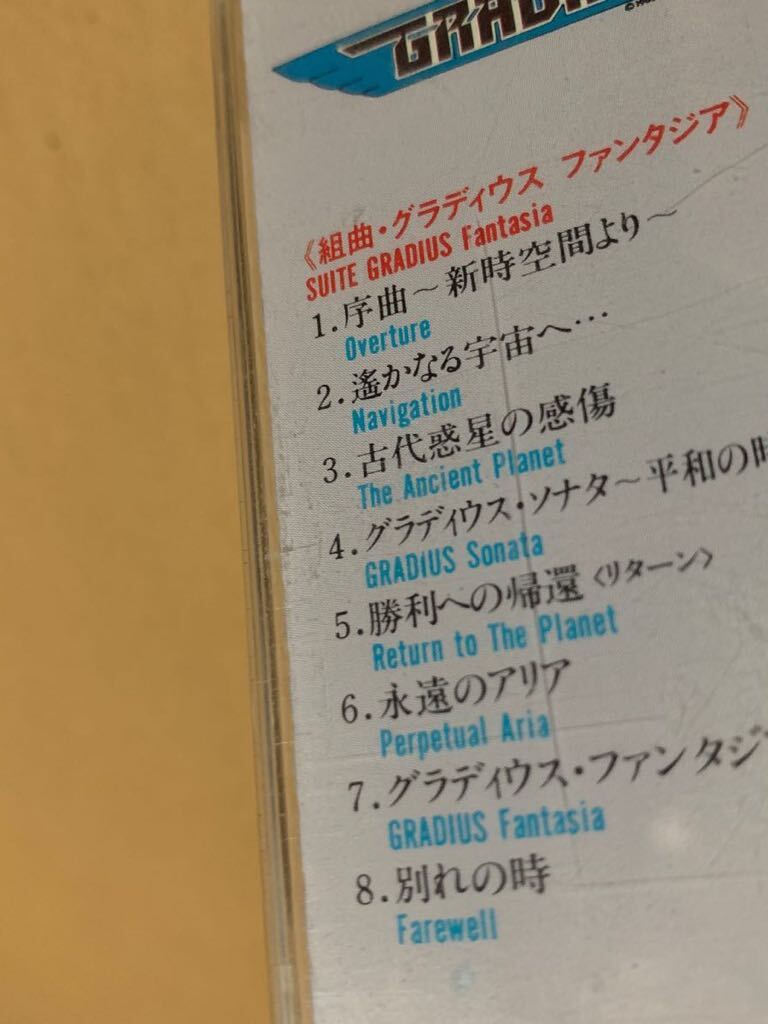 《組曲・グラディウス ファンタジア》
SUITE GRADIUS Fantasia
1.序曲～新時空間より～
Overture
2.遙かなる宇宙へ…
Navigation
3.古代惑星の感傷
The Ancient Planet
4.グラディウス・ソナタ～平和の時
GRADIUS Sonata
5.勝利への帰還〈リターン〉
Return to The Planet
6.永遠のアリア
Perpetual Aria
7.グラディウス・ファンタジ
GRADIUS Fantasia
8.別れの時
Farewell